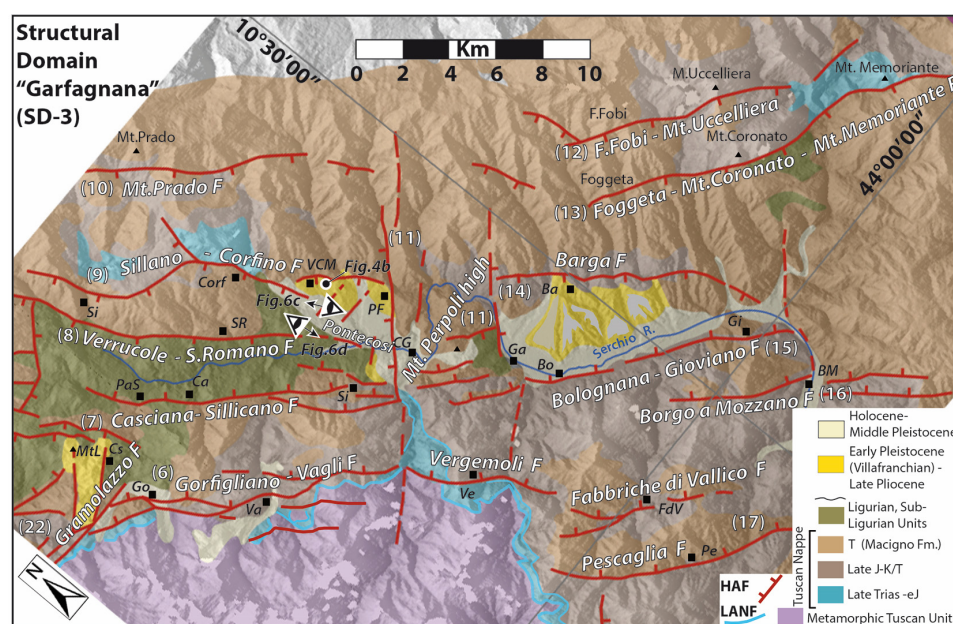 Structural
Domain
“Garfagnana”
(SD-3)
10°30’00’’
Km
0 2 4 6 8 10
M.Uccelliera
Mt. Memoriante
F.Fobi
(12) F.Fobi - Mt.Uccelliera
Mt.Coronato
Foggeta
(13) Foggeta - Mt.Coronato - Mt.Memoriante F
44°00’00’’
Mt.Prado
(10) Mt.Prado F
(9) Sillano - Corfino F
(11)
VCM
Fig.4b
Corf
Fig.6c
PF
Si
SR
Pontecosi
Fig.6d
(8) Verrucole - S.Romano F
CG
Mt. Perpoli high
(11)
(14)
Barga F
Ba
Serchio R.
Gi
Ga
Bo
Bolognana - Gioviano F (15)
BM
Borgo a Mozzano F (16)
PaS
Ca
Si
(7) Casciana- Sillicano F
MtL
Cs
Gramolazzo F
(22)
(6)
Go
Gorfigliano - Vagli F
Va
Vergemoli F
Ve
Fabbriche di Vallico F
FdV
(17)
Pescaglia F
Pe
N
HAF
LANF
Holocene-
Middle Pleistocene
Early Pleistocene
(Villafranchian) -
Late Pliocene
Ligurian, Sub-
Ligurian Units
Tuscan Nappe
T (Macigno Fm.)
Late J-K/T
Late Trias -eJ
Metamorphic Tuscan Unit